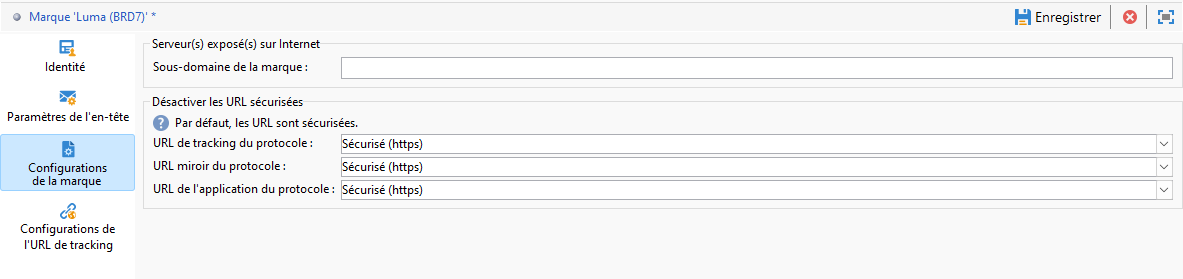 Marque 'Luma (BRD7)' *
Enregistrer
Identité
Paramètres de l'en-tête
Configurations
de la marque
Configurations de
l'URL de tracking
Serveur(s) exposé(s) sur Internet
Sous-domaine de la marque :
Désactiver les URL sécurisées
? Par défaut, les URL sont sécurisées.
URL de tracking du protocole : Sécurisé (https)
URL miroir du protocole : Sécurisé (https)
URL de l'application du protocole : Sécurisé (https)